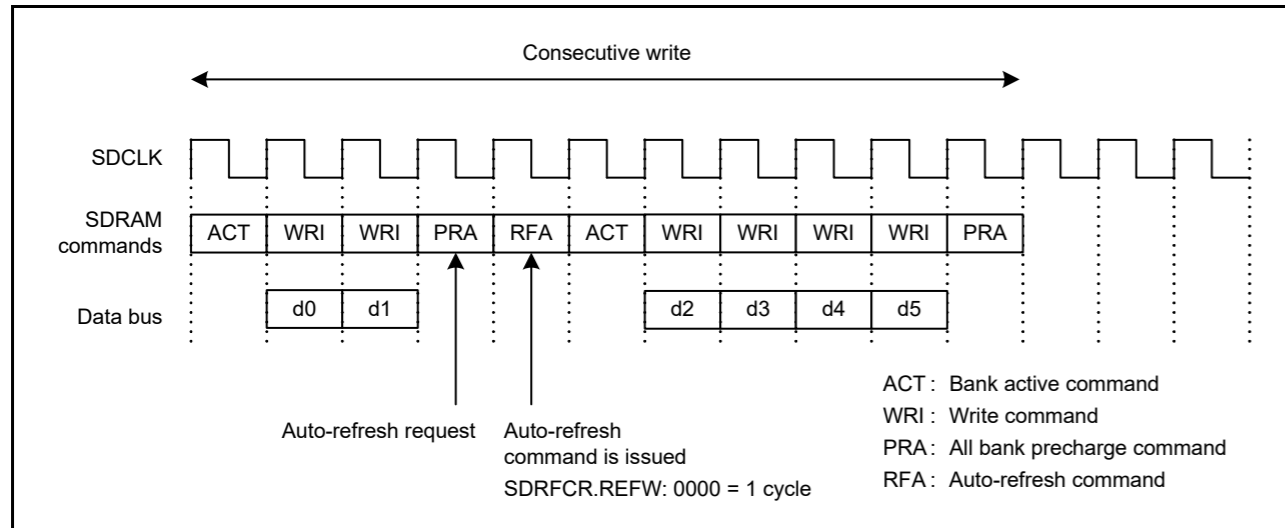 Consecutive write
SDCLK
SDRAM
commands
ACT WRI WRI PRA RFA ACT WRI WRI WRI WRI PRA
Data bus
d0 d1 d2 d3 d4 d5
Auto-refresh request
Auto-refresh
command is issued
SDRFCR.REFW: 0000 = 1 cycle
ACT : Bank active command
WRI : Write command
PRA : All bank precharge command
RFA : Auto-refresh command